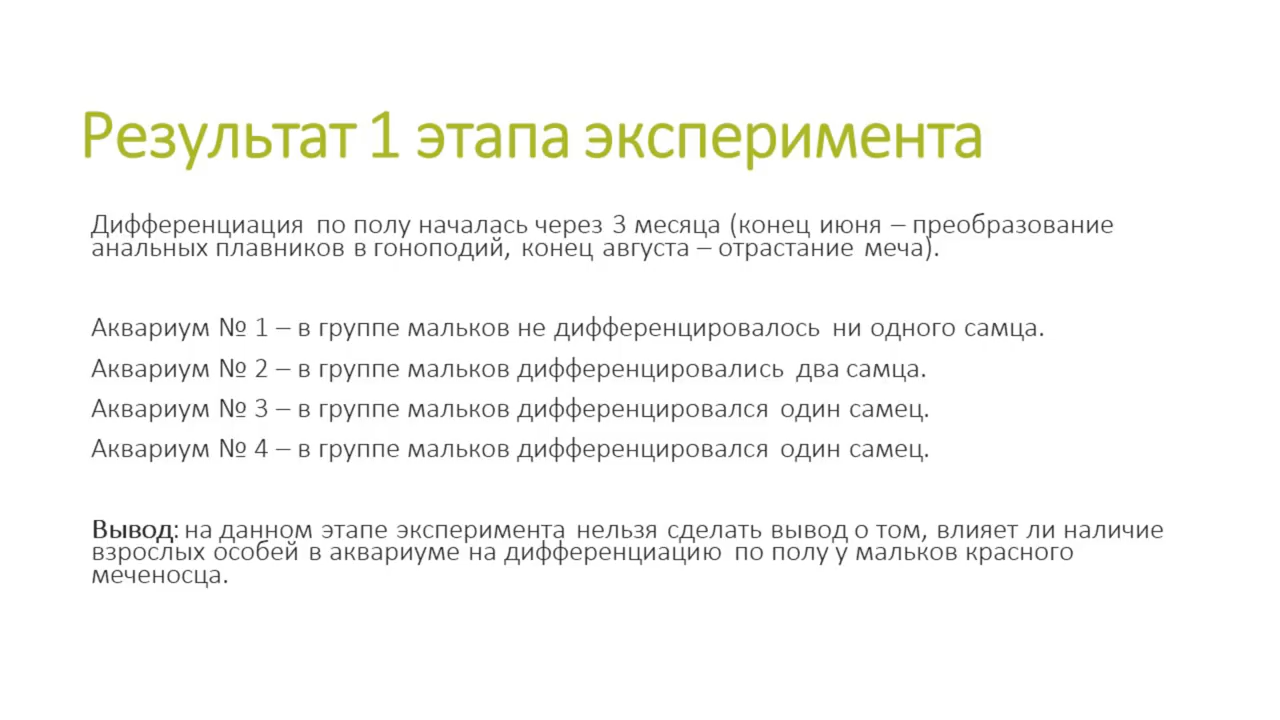 Результат 1 этапа эксперимента
Дифференциация по полу началась через 3 месяца (конец июня – преобразование
анальных плавников в гоноподий, конец августа – отрастание меча).
Аквариум № 1 – в группе мальков не дифференцировалось ни одного самца.
Аквариум № 2 – в группе мальков дифференцировались два самца.
Аквариум № 3 – в группе мальков дифференцировался один самец.
Аквариум № 4 – в группе мальков дифференцировался один самец.
Вывод: на данном этапе эксперимента нельзя сделать вывод о том, влияет ли наличие
взрослых особей в аквариуме на дифференциацию по полу у мальков красного
меченосца.